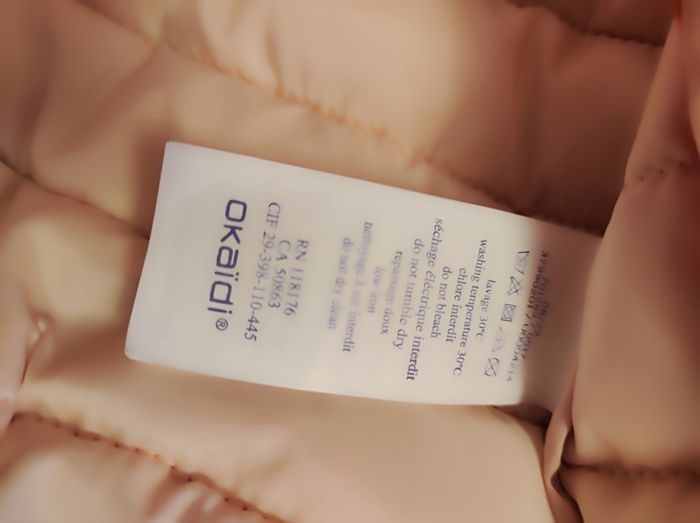 lavage 30°C
washing temperature 30°C
chlore interdit
do not bleach
séchage éléctrique interdit
do not tumble dry
repassage doux
low iron
nettoyage à sec interdit
do not dry clean
RN 118176
CA 50863
CIF 29-398-110-445
okaïdi®